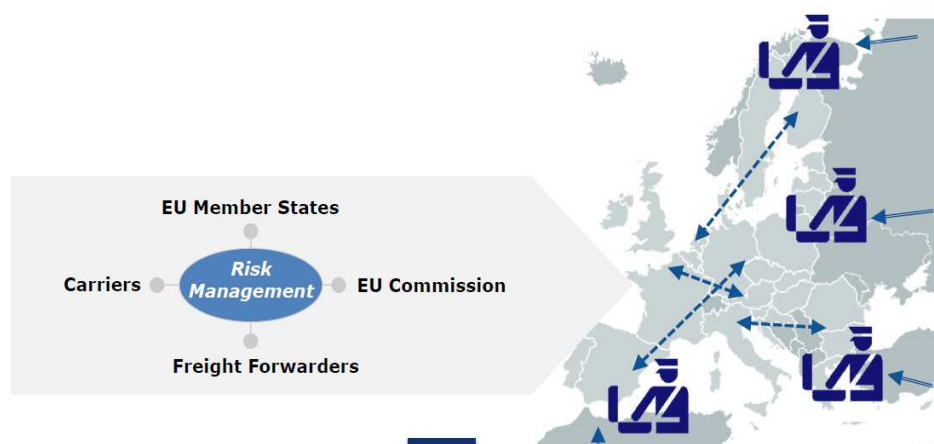 EU Member States
Risk
Management
Carriers
EU Commission
Freight Forwarders